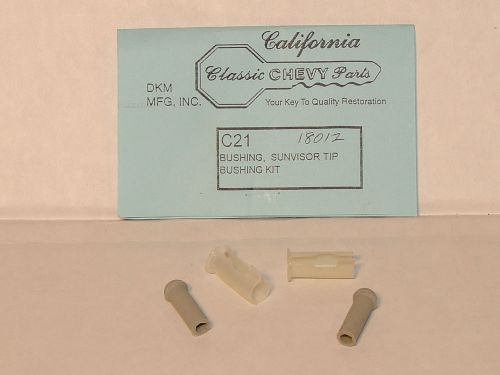 California
Classic CHEVY Parts
DKM
MFG, INC.
Your Key To Quality Restoration
C21 18012
BUSHING, SUNVISOR TIP
BUSHING KIT